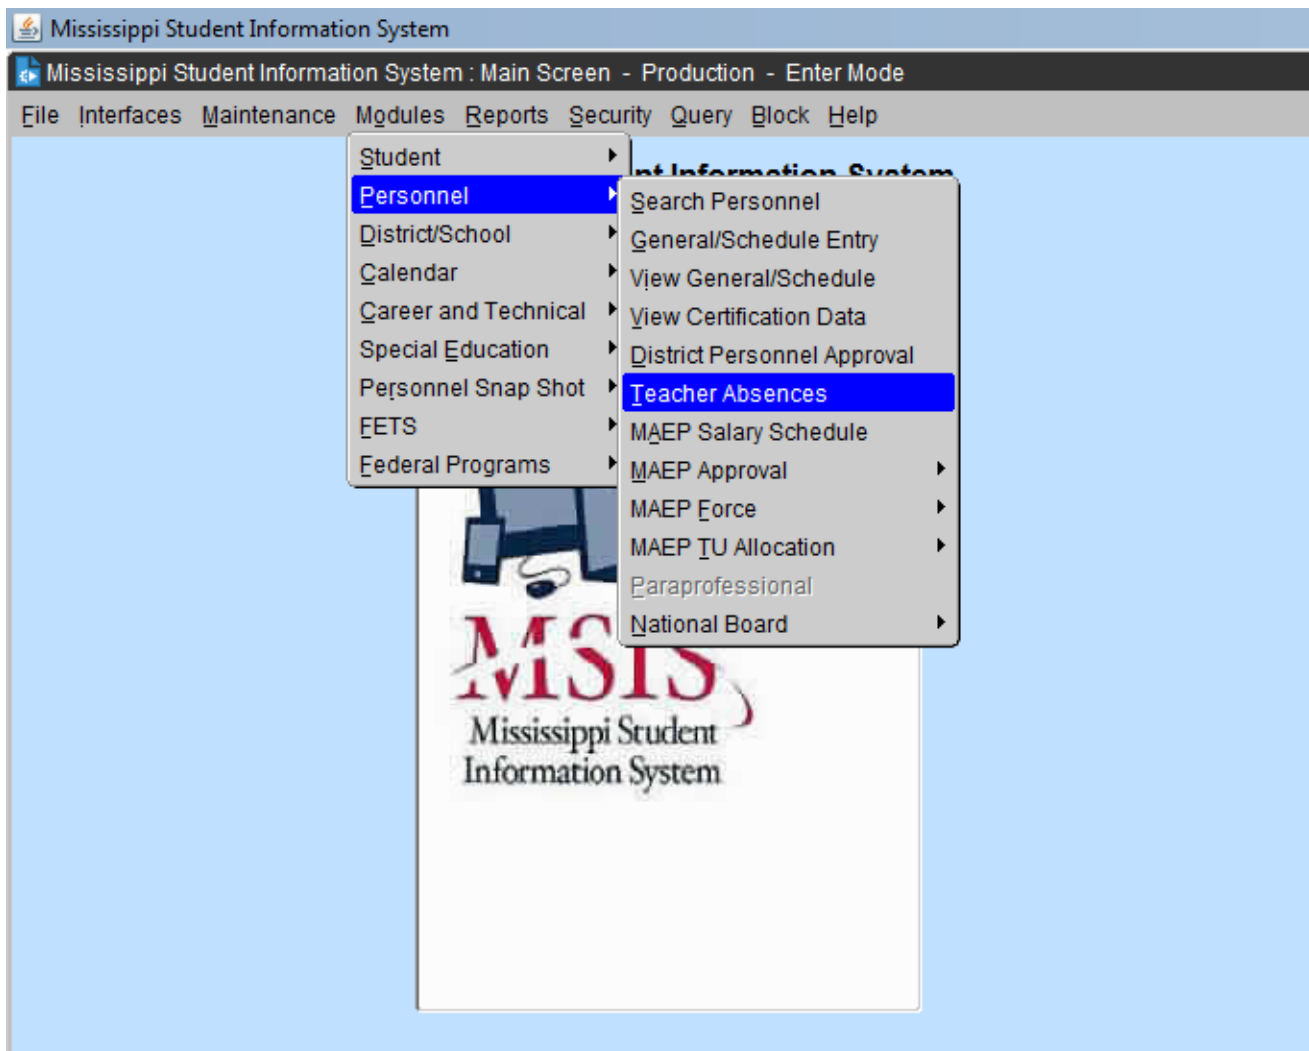 Mississippi Student Information System
Mississippi Student Information System : Main Screen - Production - Enter Mode
File Interfaces Maintenance Modules Reports Security Query Block Help
Student
Personnel
District/School
Calendar
Career and Technical
Special Education
Personnel Snap Shot
FETS
Federal Programs
nt Information System
Search Personnel
General/Schedule Entry
View General/Schedule
View Certification Data
District Personnel Approval
Teacher Absences
MAEP Salary Schedule
MAEP Approval
MAEP Force
MAEP TU Allocation
Paraprofessional
National Board
MSIS
Mississippi Student
Information System